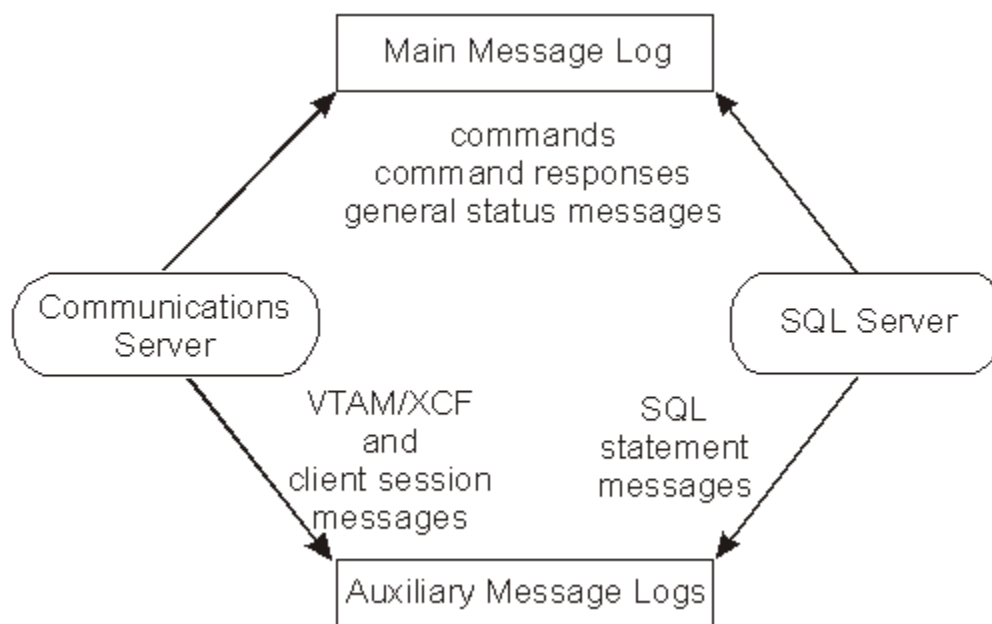 Main Message Log
commands
command responses
general status messages
Communications
Server
SQL Server
VTAM/XCF
and
client session
messages
SQL
statement
messages
Auxiliary Message Logs